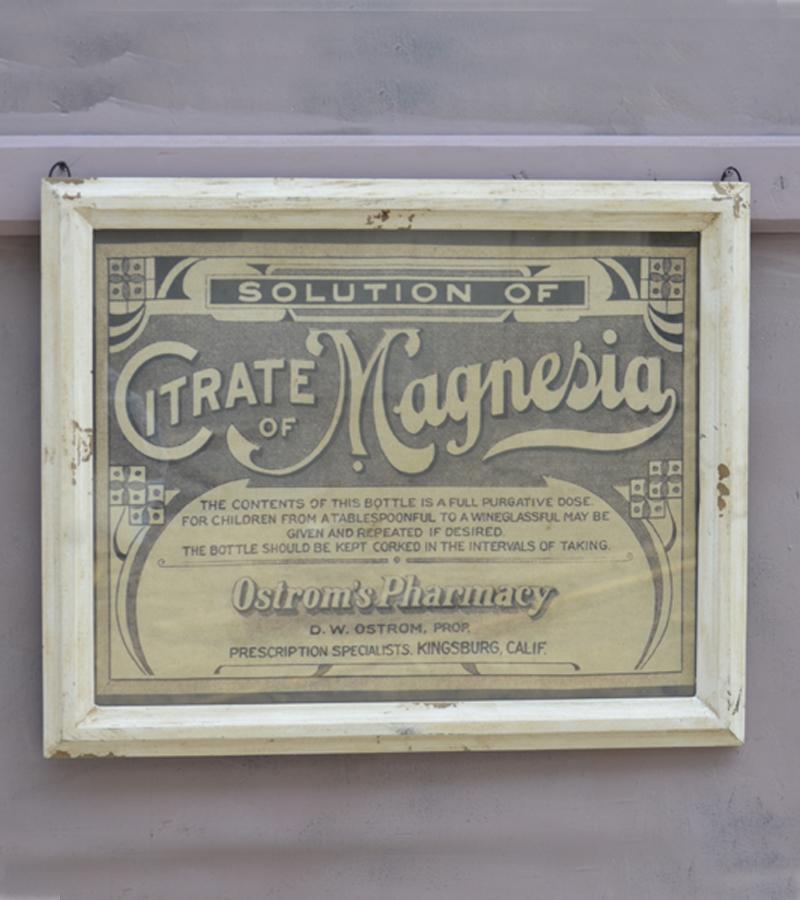 SOLUTION OF
CITRATE OF Magnesia
THE CONTENTS OF THIS BOTTLE IS A FULL PURGATIVE DOSE.
FOR CHILDREN FROM A TABLESPOONFUL TO A WINEGLASSFUL MAY BE
GIVEN AND REPEATED IF DESIRED.
THE BOTTLE SHOULD BE KEPT CORKED IN THE INTERVALS OF TAKING.
Ostrom's Pharmacy
D. W. OSTROM, PROP.
PRESCRIPTION SPECIALISTS. KINGSBURG, CALIF.